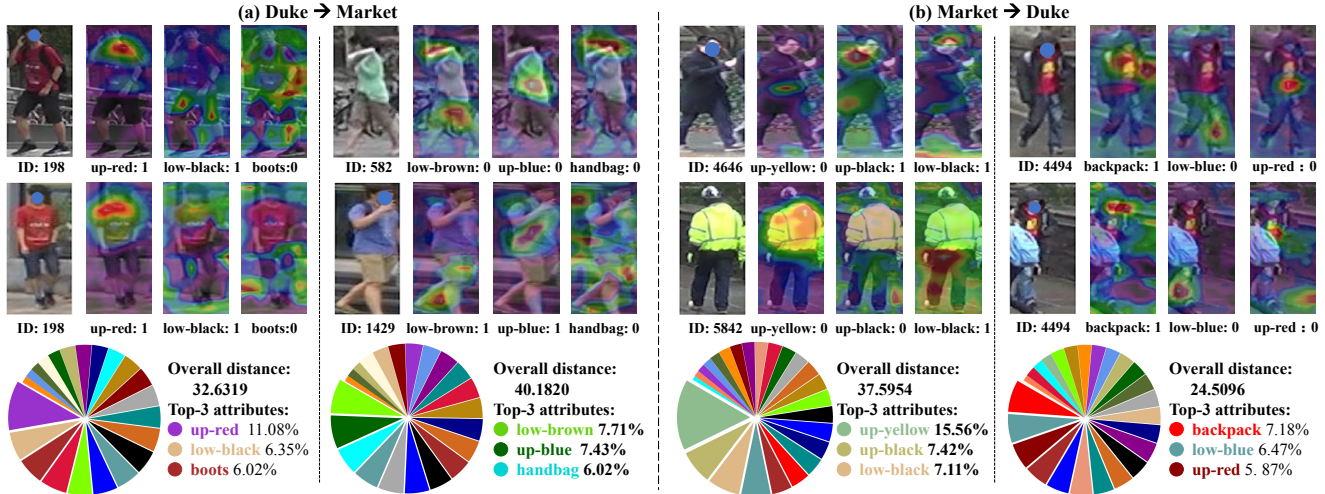 (a) Duke → Market
(b) Market → Duke
ID: 198 up-red: 1 low-black: 1 boots:0
ID: 582 low-brown: 0 up-blue: 0 handbag: 0
ID: 4646 up-yellow: 0 up-black: 1 low-black: 1
ID: 4494 backpack: 1 low-blue: 0 up-red : 0
ID: 198 up-red: 1 low-black: 1 boots:0
ID: 1429 low-brown: 1 up-blue: 1 handbag: 0
ID: 5842 up-yellow: 0 up-black: 0 low-black: 1
ID: 4494 backpack: 1 low-blue: 0 up-red : 0
Overall distance:
32.6319
Top-3 attributes:
up-red 11.08%
low-black 6.35%
boots 6.02%
Overall distance:
40.1820
Top-3 attributes:
low-brown 7.71%
up-blue 7.43%
handbag 6.02%
Overall distance:
37.5954
Top-3 attributes:
up-yellow 15.56%
up-black 7.42%
low-black 7.11%
Overall distance:
24.5096
Top-3 attributes:
backpack 7.18%
low-blue 6.47%
up-red 5. 87%